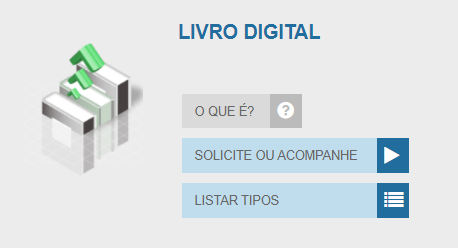 LIVRO DIGITAL
O QUE É?
SOLICITE OU ACOMPANHE
LISTAR TIPOS